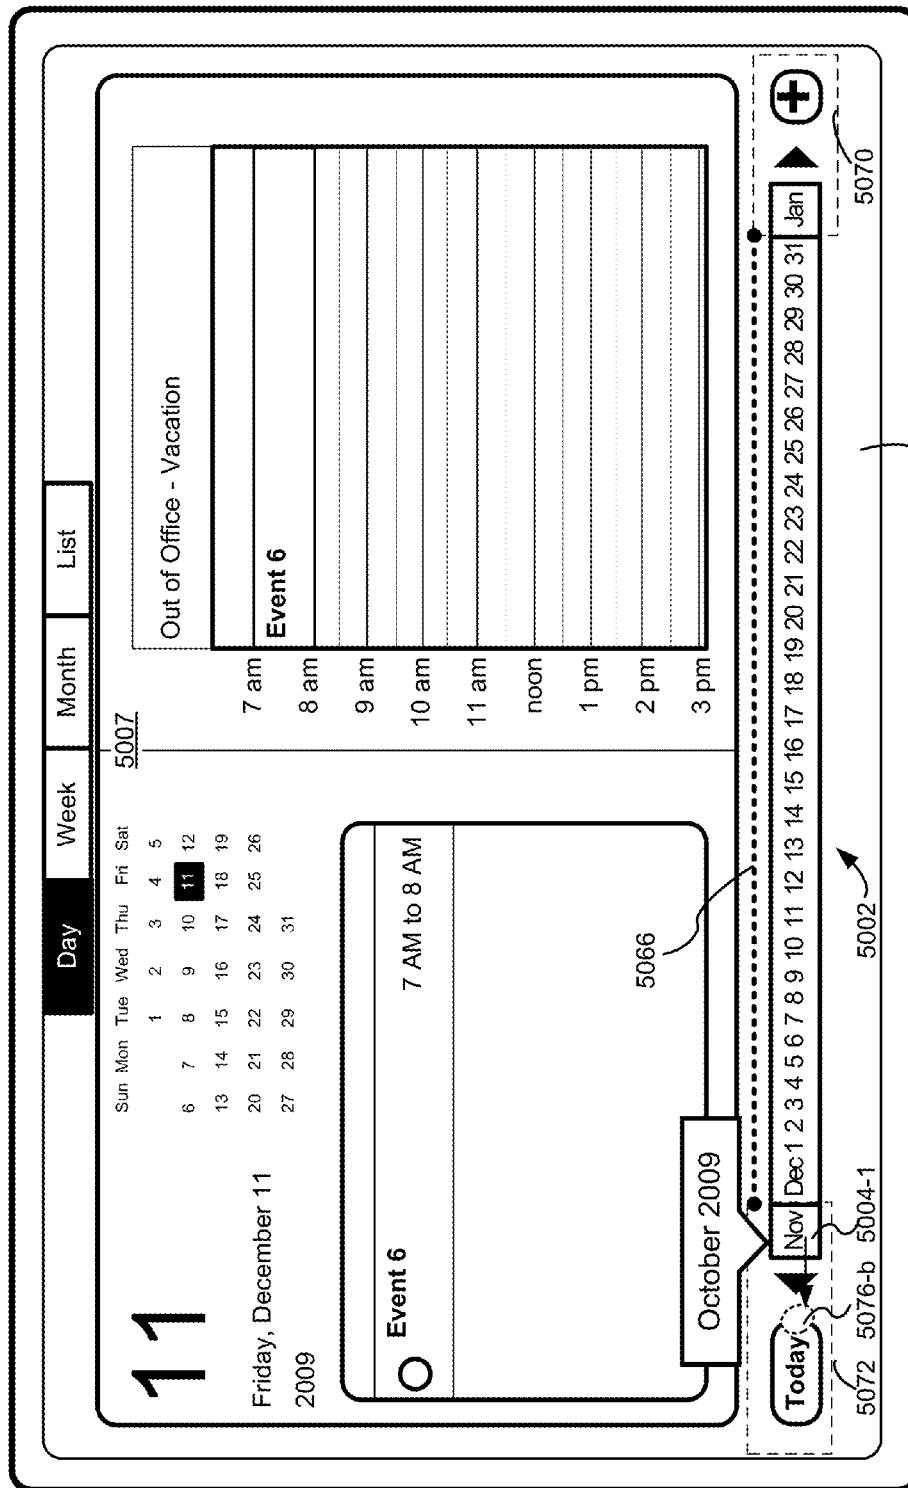 Day Week Month List
11
Friday, December 11
2009
Sun Mon Tue Wed Thu Fri Sat
1 2 3 4 5
6 7 8 9 10 11 12
13 14 15 16 17 18 19
20 21 22 23 24 25 26
27 28 29 30 31
Event 6
7 AM to 8 AM
5007
Out of Office - Vacation
7 am
Event 6
8 am
9 am
10 am
11 am
noon
1 pm
2 pm
3 pm
5066
October 2009
Today Nov Dec 1 2 3 4 5 6 7 8 9 10 11 12 13 14 15 16 17 18 19 20 21 22 23 24 25 26 27 28 29 30 31 Jan +
5072 5076-b 5004-1 5002 5070